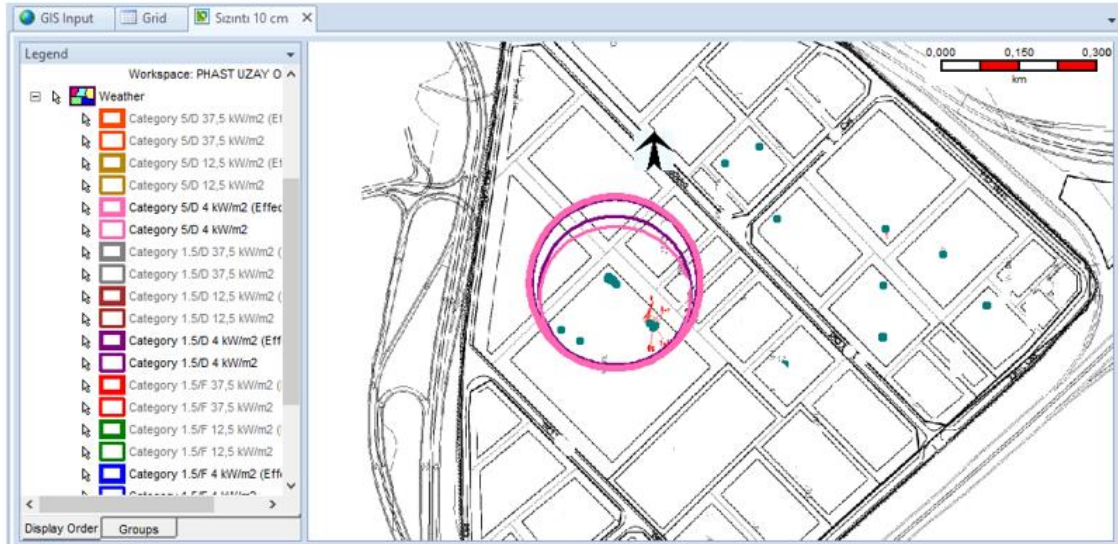 GIS Input
Grid
Sızıntı 10 cm
Legend
Workspace: PHAST UZAY O
Weather
Category 5/D 37,5 kW/m2 (Ef
Category 5/D 37,5 kW/m2
Category 5/D 12,5 kW/m2 (Ef
Category 5/D 12,5 kW/m2
Category 5/D 4 kW/m2 (Effec
Category 5/D 4 kW/m2
Category 1.5/D 37,5 kW/m2 (
Category 1.5/D 37,5 kW/m2
Category 1.5/D 12,5 kW/m2 (
Category 1.5/D 12,5 kW/m2
Category 1.5/D 4 kW/m2 (Eff
Category 1.5/D 4 kW/m2
Category 1.5/F 37,5 kW/m2 (
Category 1.5/F 37,5 kW/m2
Category 1.5/F 12,5 kW/m2 (
Category 1.5/F 12,5 kW/m2
Category 1.5/F 4 kW/m2 (Effe
Category 1.5/F 4 kW/m2
Display Order
Groups
0,000 0,150 0,300
km